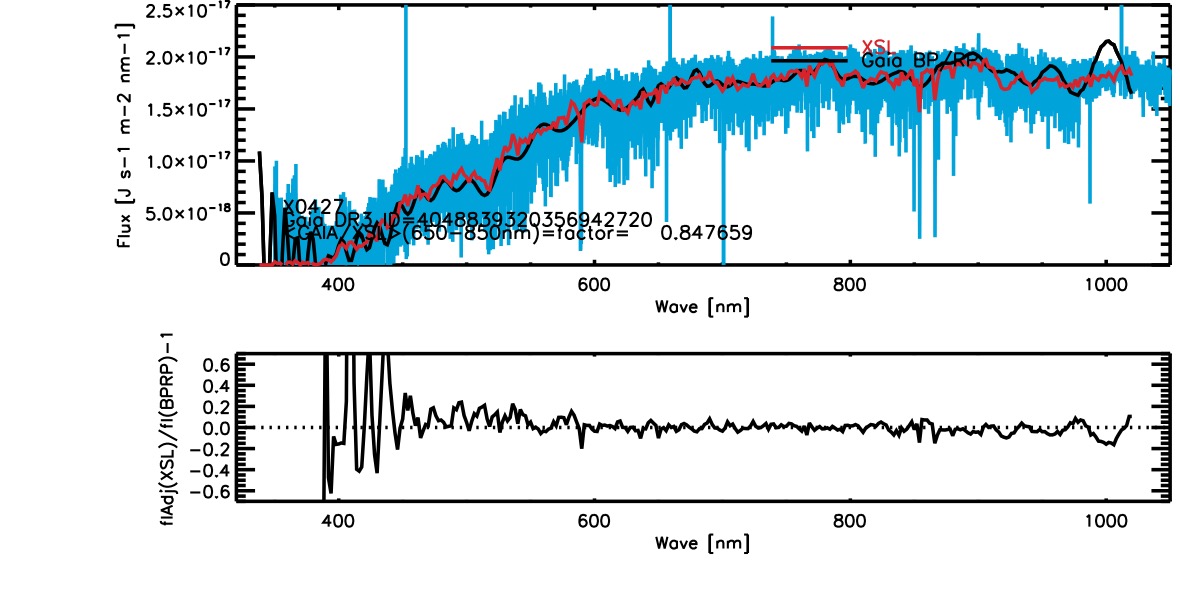 2.5×10−17
2.0×10−17
1.5×10−17
1.0×10−17
5.0×10−18
0
Flux [J s−1 m−2 nm−1]
XSL
Gaia BP/RP
X0427
Gaia DR3 ID=4048839320356942720
<GAIA/XSL>(650−850nm)=factor= 0.847659
400 600 800 1000
Wave [nm]
0.6
0.4
0.2
0.0
−0.2
−0.4
−0.6
flAdj(XSL)/fl(BPRP)−1
400 600 800 1000
Wave [nm]